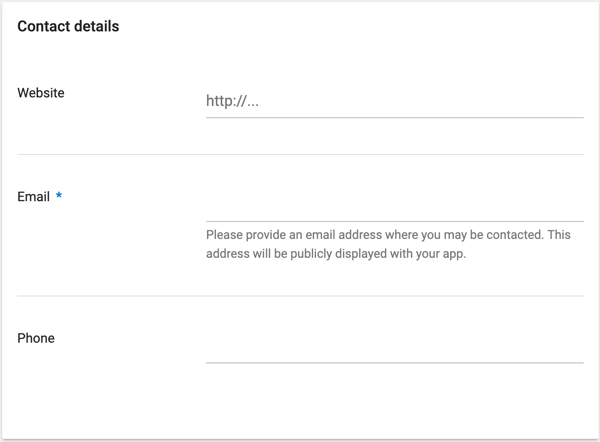 Contact details
Website
http://...
Email *
Please provide an email address where you may be contacted. This
address will be publicly displayed with your app.
Phone